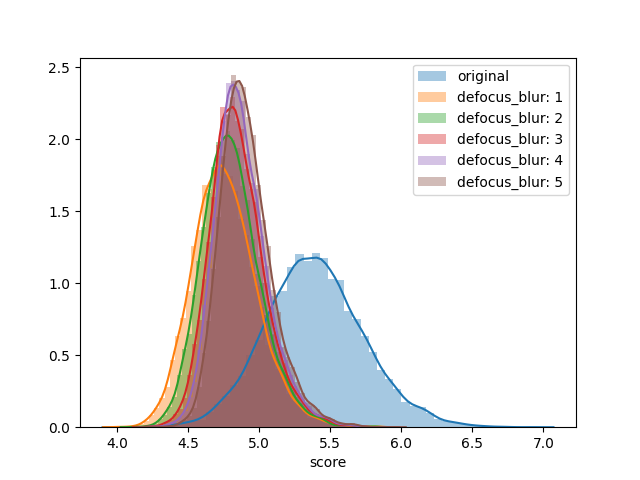 2.5
2.0
1.5
1.0
0.5
0.0
original
defocus_blur: 1
defocus_blur: 2
defocus_blur: 3
defocus_blur: 4
defocus_blur: 5
4.0 4.5 5.0 5.5 6.0 6.5 7.0
score